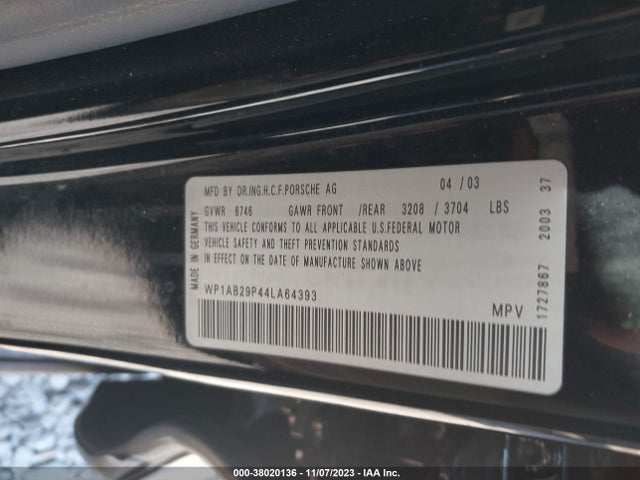 MFD BY DR.ING.H.C.F.PORSCHE AG 04 / 03
GVWR 6746 GAWR FRONT /REAR 3208 / 3704 LBS
THIS VEHICLE CONFORMS TO ALL APPLICABLE U.S.FEDERAL MOTOR
VEHICLE SAFETY AND THEFT PREVENTION STANDARDS
IN EFFECT ON THE DATE OF MANUFACTURE SHOWN ABOVE
WP1AB29P44LA64393
MPV
MADE IN GERMANY
1727867 2003 37
000-38020136 - 11/07/2023 - IAA Inc.